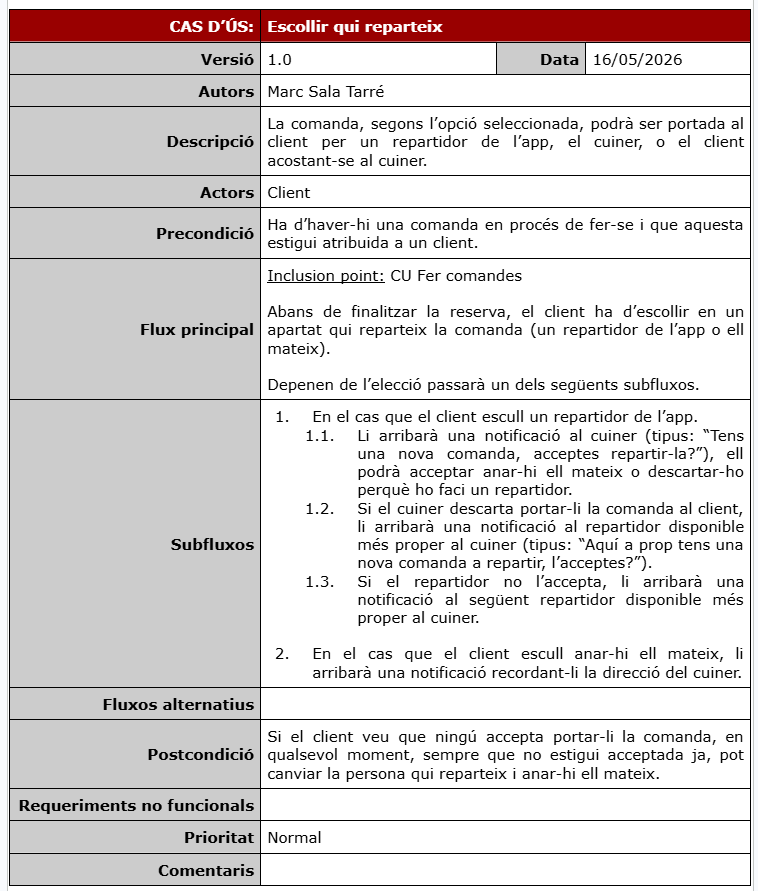 CAS D’ÚS: Escollir qui reparteix
Versió 1.0 Data 16/05/2026
Autors Marc Sala Tarré
Descripció
La comanda, segons l’opció seleccionada, podrà ser portada al
client per un repartidor de l’app, el cuiner, o el client
acostant-se al cuiner.
Actors Client
Precondició
Ha d’haver-hi una comanda en procés de fer-se i que aquesta
estigui atribuida a un client.
Flux principal
Inclusion point: CU Fer comandes
Abans de finalitzar la reserva, el client ha d’escollir en un
apartat qui reparteix la comanda (un repartidor de l’app o ell
mateix).
Depenen de l’elecció passarà un dels següents subfluxos.
Subfluxos
1. En el cas que el client escull un repartidor de l’app.
1.1. Li arribarà una notificació al cuiner (tipus: “Tens
una nova comanda, acceptes repartir-la?”), ell
podrà acceptar anar-hi ell mateix o descartar-ho
perquè ho faci un repartidor.
1.2. Si el cuiner descarta portar-li la comanda al client,
li arribarà una notificació al repartidor disponible
més proper al cuiner (tipus: “Aquí a prop tens una
nova comanda a repartir, l’acceptes?”).
1.3. Si el repartidor no l’accepta, li arribarà una
notificació al següent repartidor disponible més
proper al cuiner.
2. En el cas que el client escull anar-hi ell mateix, li
arribarà una notificació recordant-li la direcció del cuiner.
Fluxos alternatius
Postcondició
Si el client veu que ningú accepta portar-li la comanda, en
qualsevol moment, sempre que no estigui acceptada ja, pot
canviar la persona qui reparteix i anar-hi ell mateix.
Requeriments no funcionals
Prioritat Normal
Comentaris